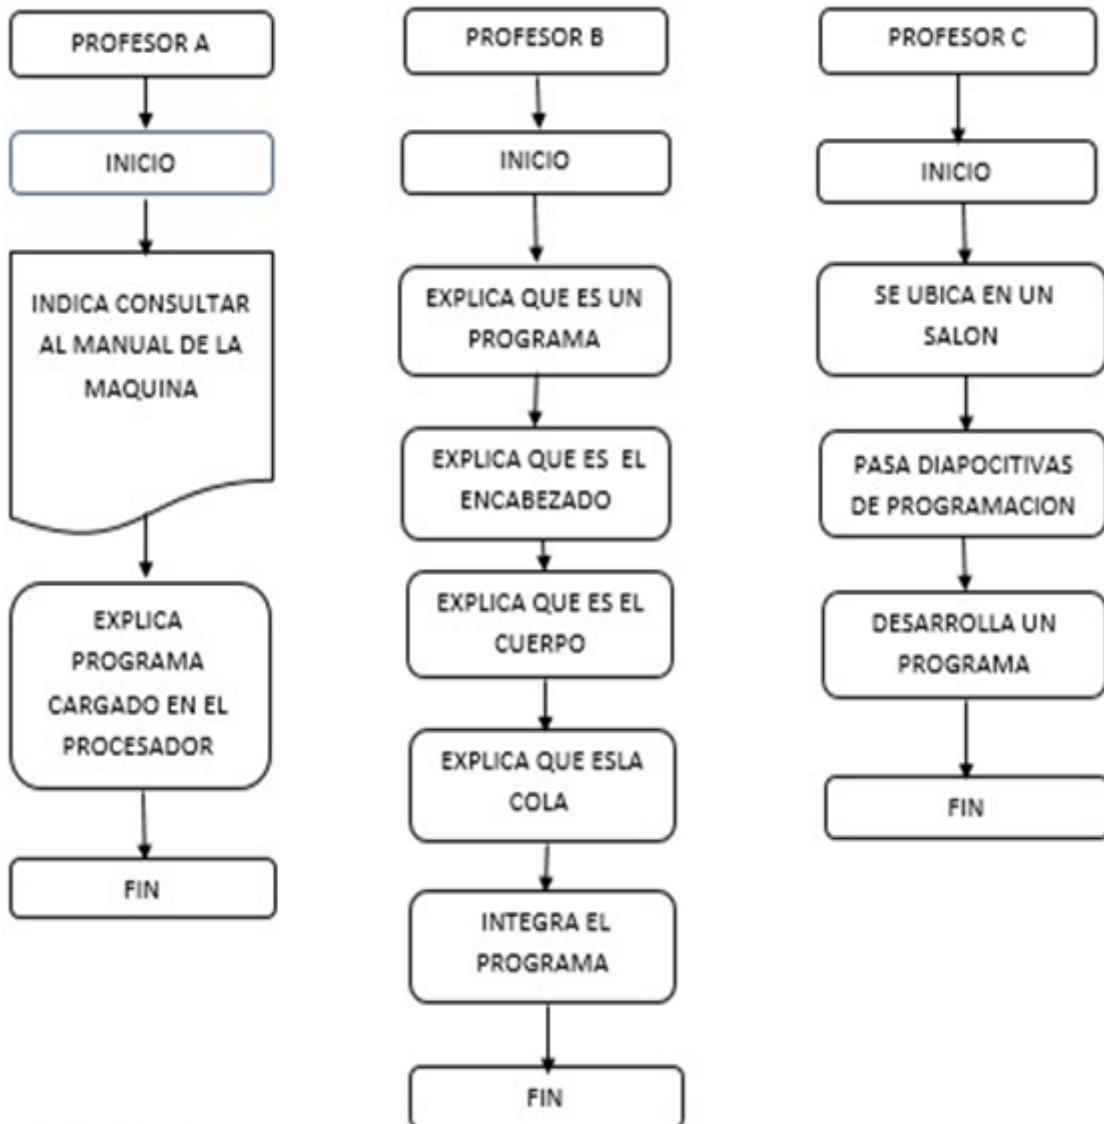 PROFESOR A
INICIO
INDICA CONSULTAR
AL MANUAL DE LA
MAQUINA
EXPLICA
PROGRAMA
CARGADO EN EL
PROCESADOR
FIN
PROFESOR B
INICIO
EXPLICA QUE ES UN
PROGRAMA
EXPLICA QUE ES EL
ENCABEZADO
EXPLICA QUE ES EL
CUERPO
EXPLICA QUE ESLA
COLA
INTEGRA EL
PROGRAMA
FIN
PROFESOR C
INICIO
SE UBICA EN UN
SALON
PASA DIAPOCITIVAS
DE PROGRAMACION
DESARROLLA UN
PROGRAMA
FIN